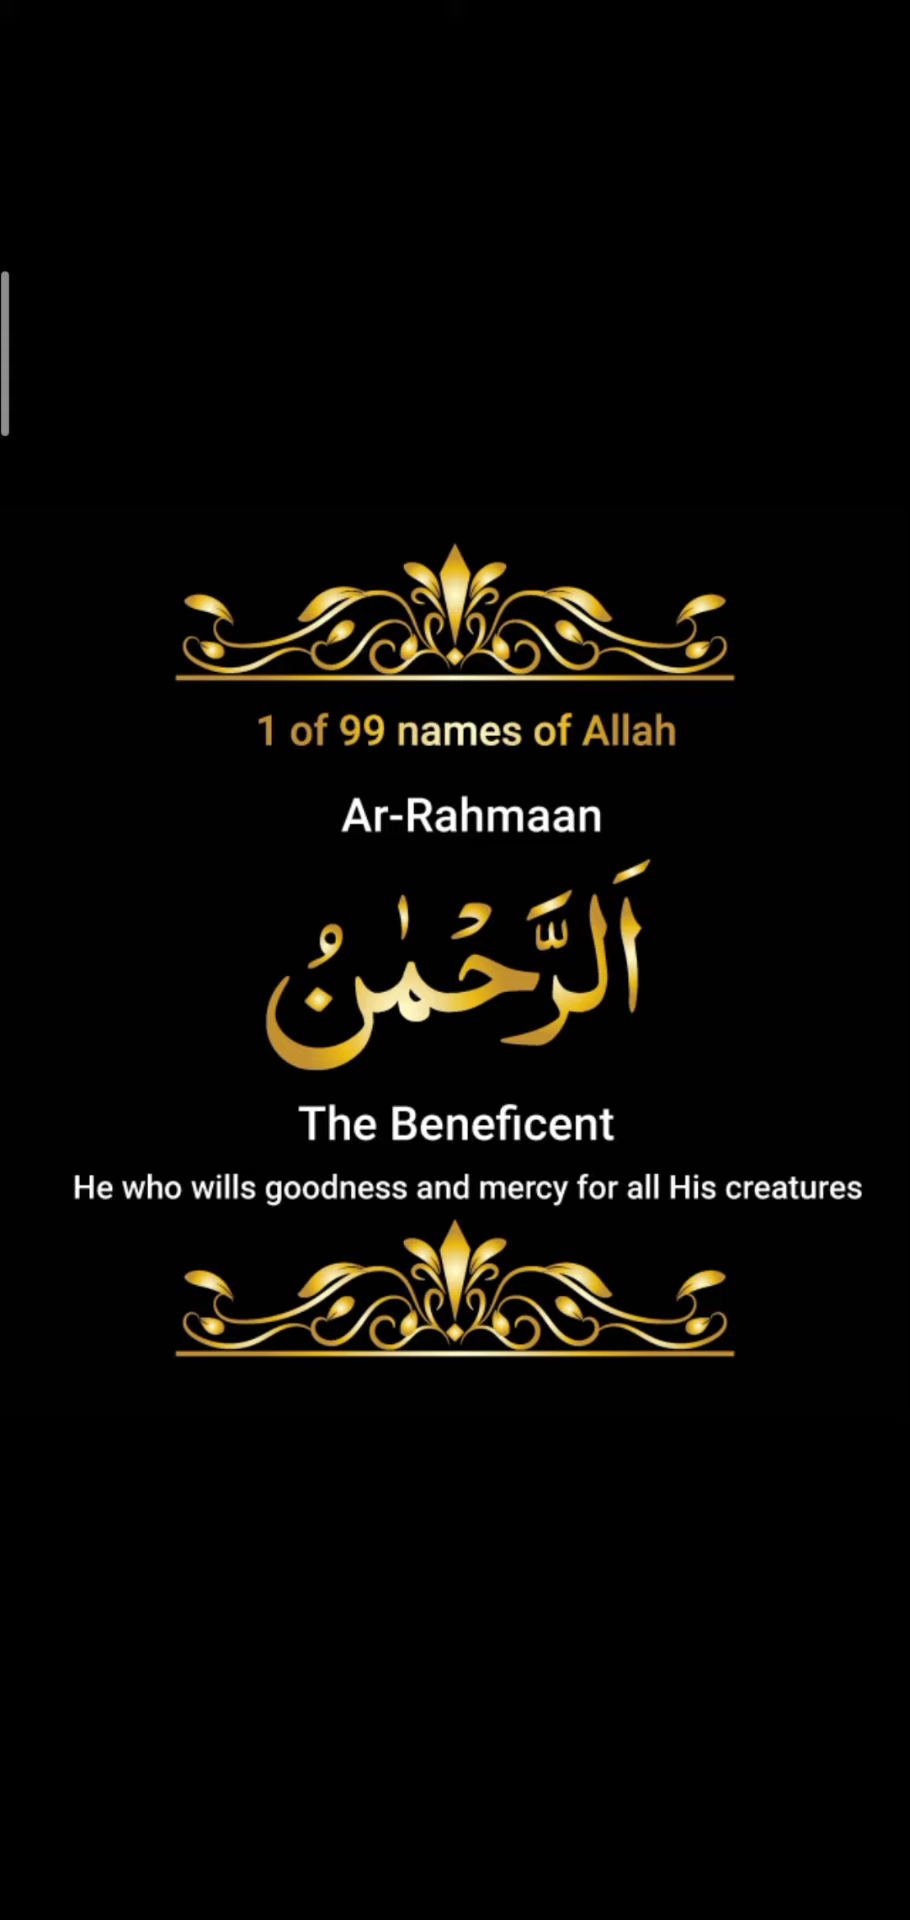 1 of 99 names of Allah
Ar-Rahmaan
اَلرَّحْمٰنُ
The Beneficent
He who wills goodness and mercy for all His creatures